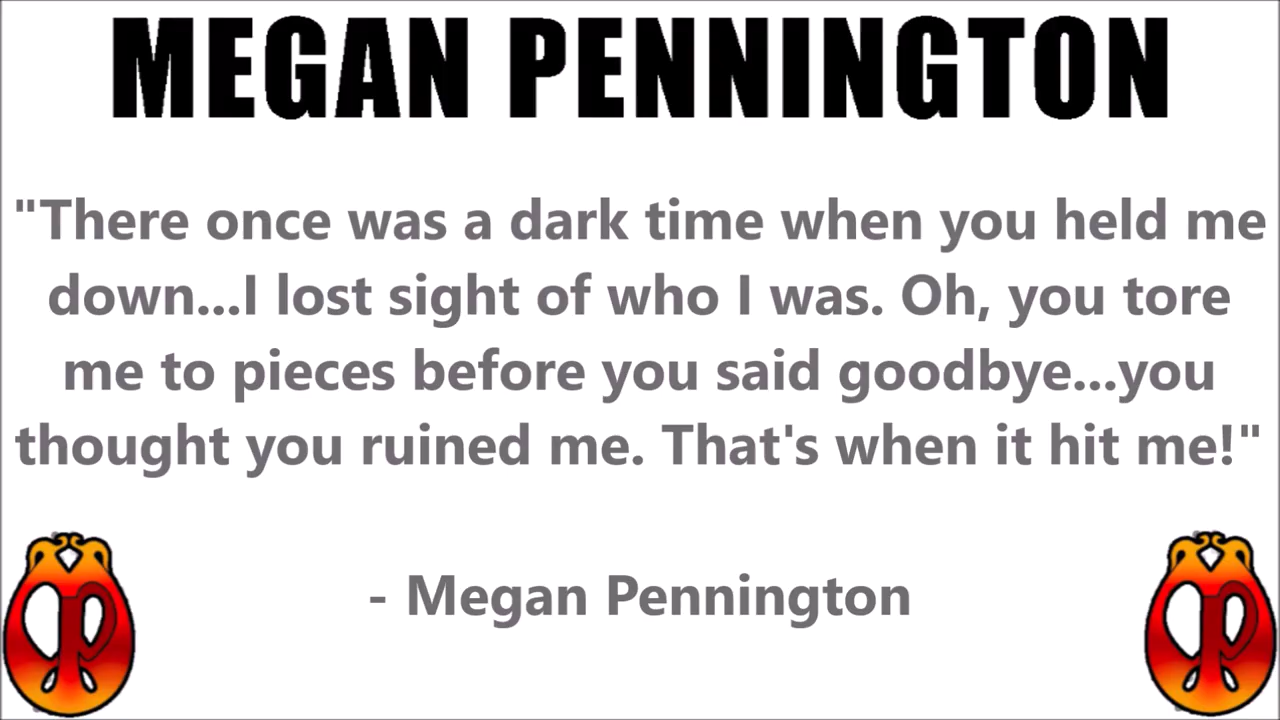 MEGAN PENNINGTON
"There once was a dark time when you held me
down...I lost sight of who I was. Oh, you tore
me to pieces before you said goodbye...you
thought you ruined me. That's when it hit me!"
- Megan Pennington